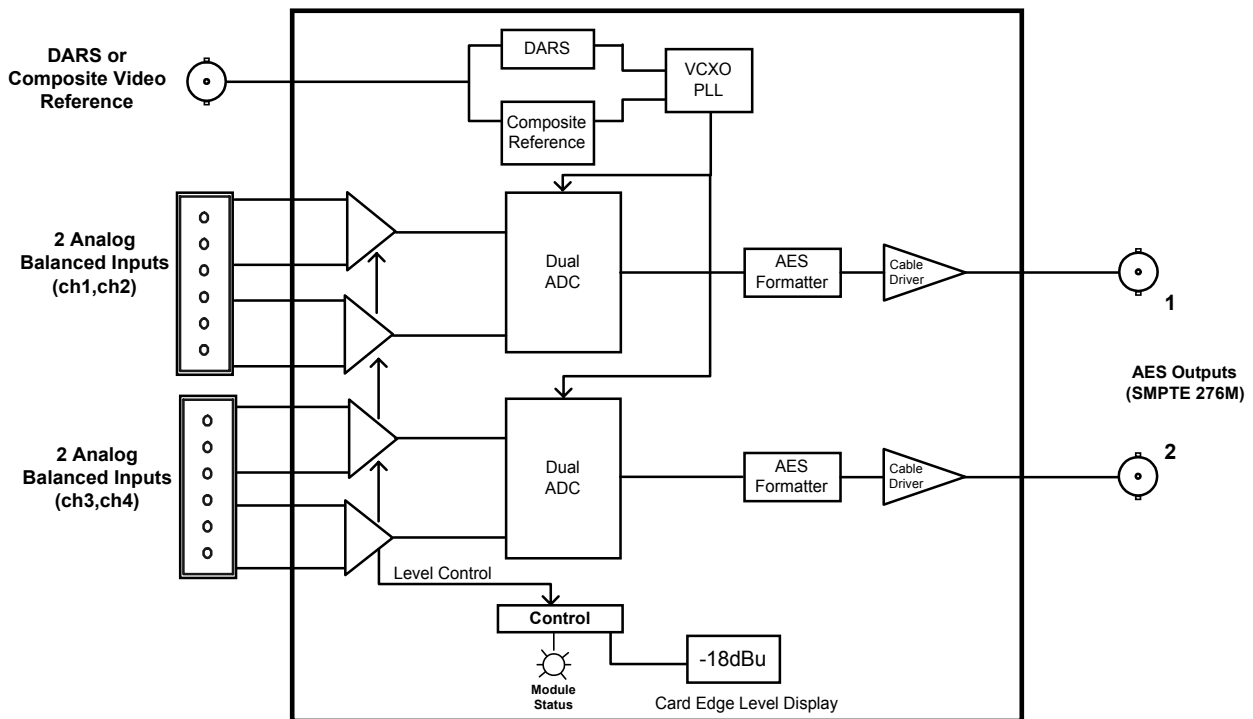 DARS or
Composite Video
Reference
DARS
Composite
Reference
VCXO
PLL
2 Analog
Balanced Inputs
(ch1,ch2)
Dual
ADC
AES
Formatter
Cable
Driver
1
AES Outputs
(SMPTE 276M)
2 Analog
Balanced Inputs
(ch3,ch4)
Dual
ADC
AES
Formatter
Cable
Driver
2
Level Control
Control
Module
Status
-18dBu
Card Edge Level Display